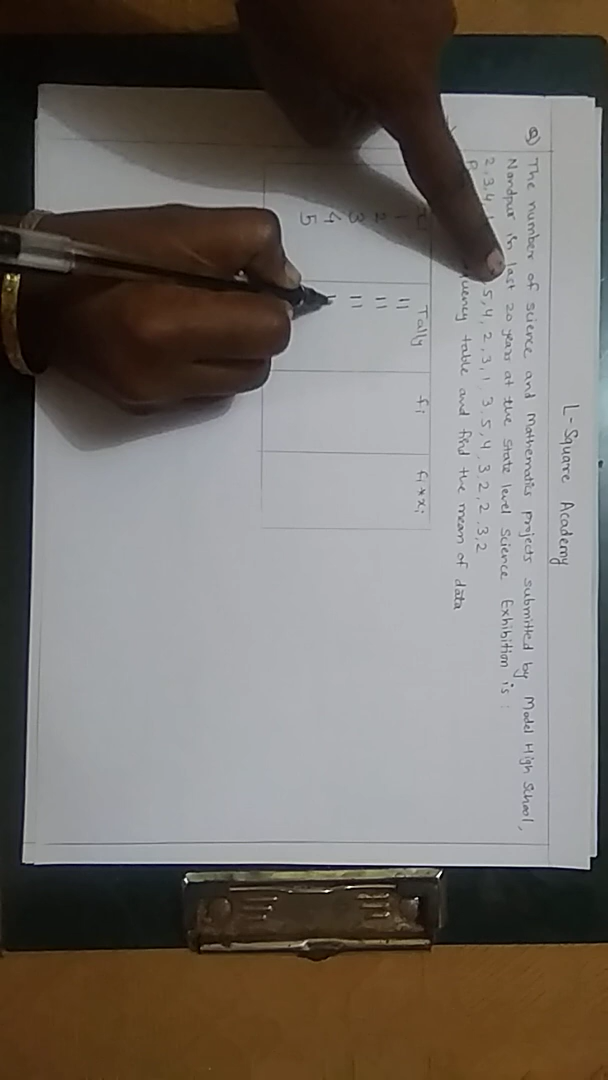 L-Square Academy
Q) The number of science and Mathematics projects submitted by Model High School,
Nandpur in last 20 years at the state level science Exhibition is :
2,3,4, 5,4,2,3,1,3,5,4,3,2,2,3,2
table and find the mean of data
Tally fi fi*xi
1 11
2 11
3 11
4
5